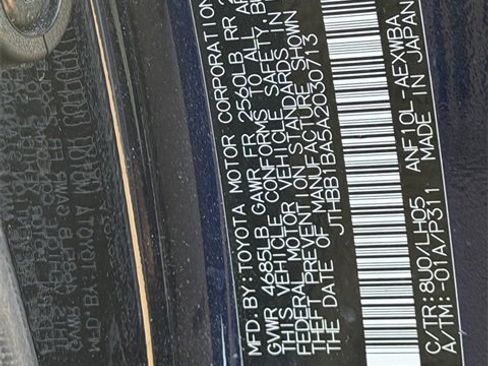 MFD. BY: TOYOTA MOTOR CORPORATION
GVWR 4685LB GAWR FR 2560LB RR
THIS VEHICLE CONFORMS TO ALL
FEDERAL MOTOR VEHICLE SAFETY,
THEFT PREVENTION STANDARDS IN
THE DATE OF MANUFACTURE SHOWN
JTHBB1BA5A2030713
C/TR: 8U0/LH05 ANF10L-AEXWBA
A/TM: -01A/P311 MADE IN JAPAN